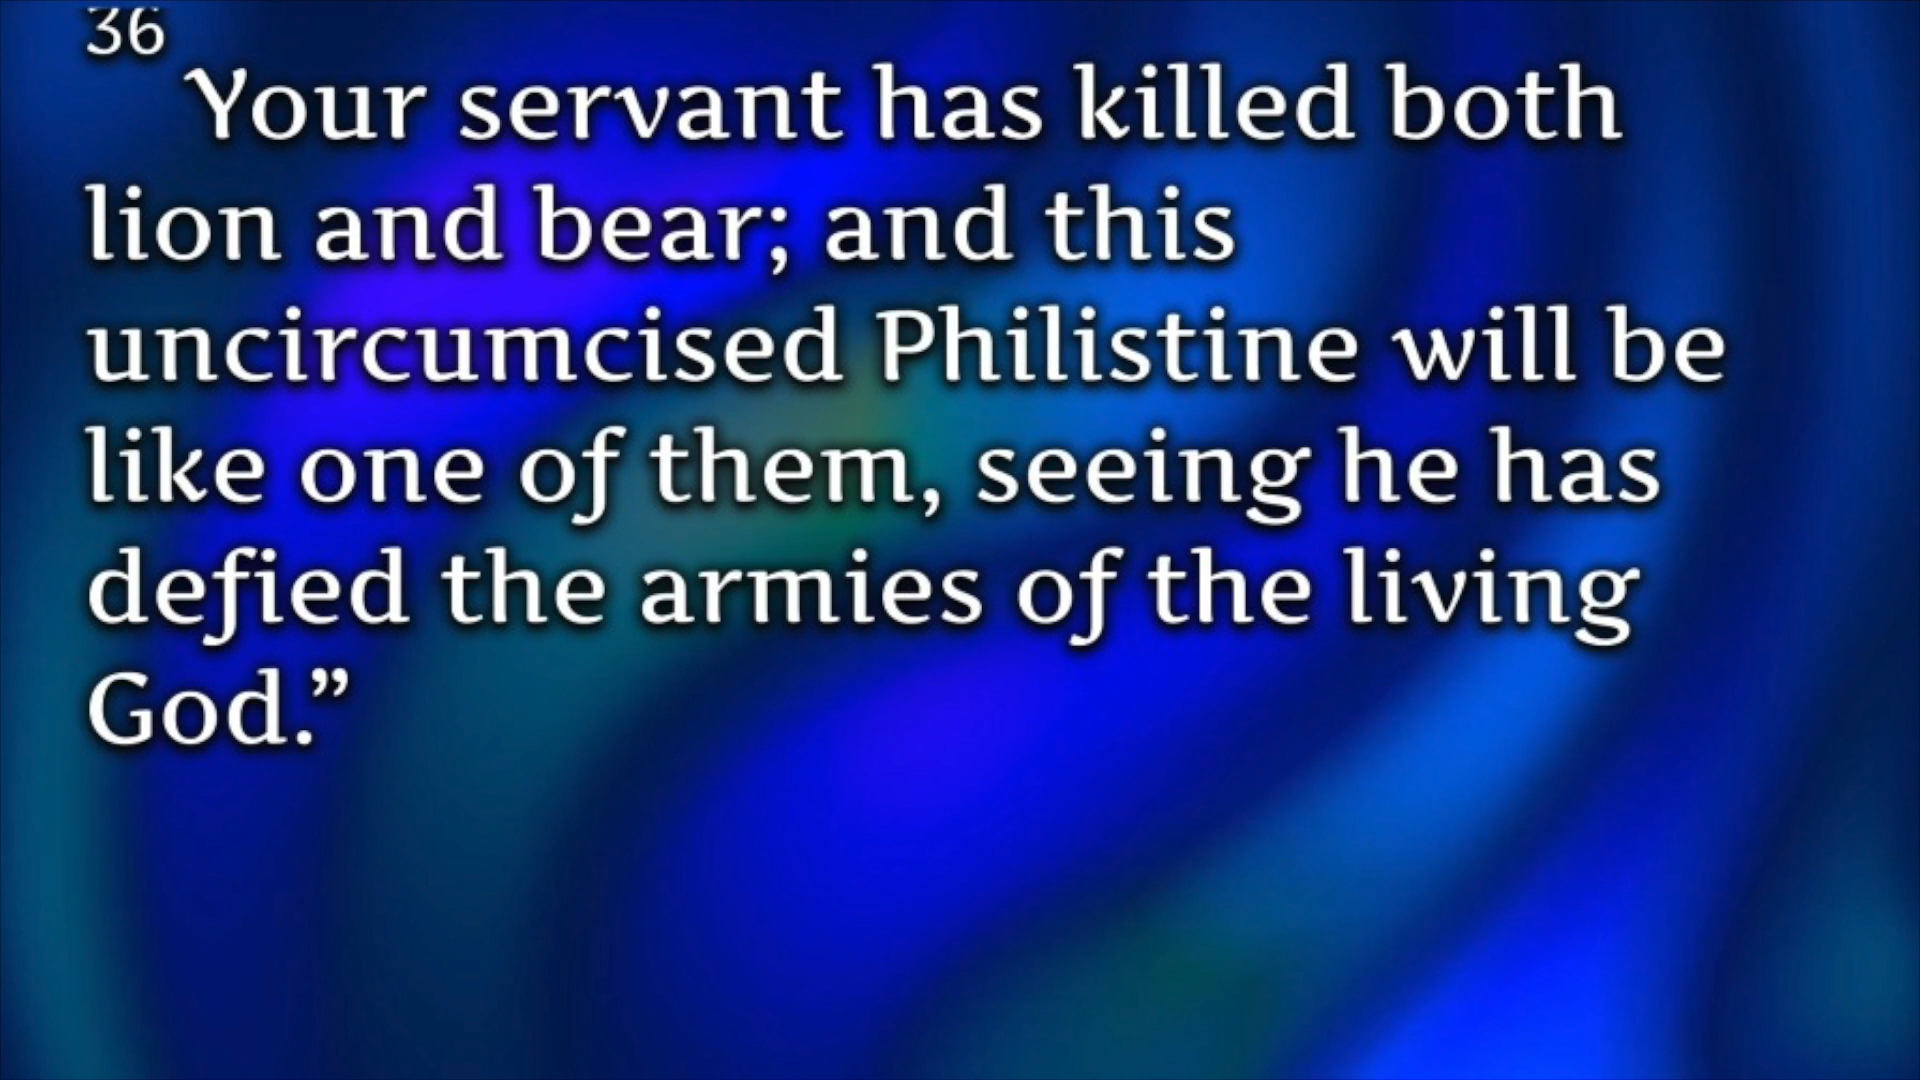 36
Your servant has killed both
lion and bear; and this
uncircumcised Philistine will be
like one of them, seeing he has
defied the armies of the living
God.”